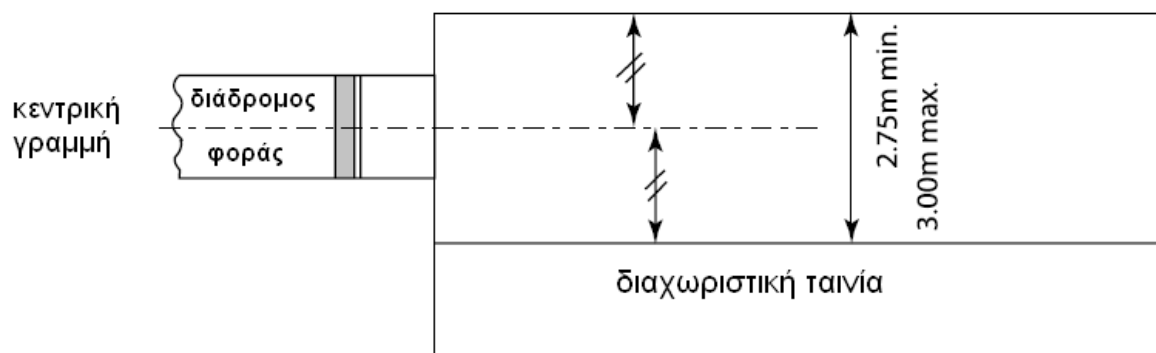 κεντρική
γραμμή
διάδρομος
φοράς
2.75m min.
3.00m max.
διαχωριστική ταινία